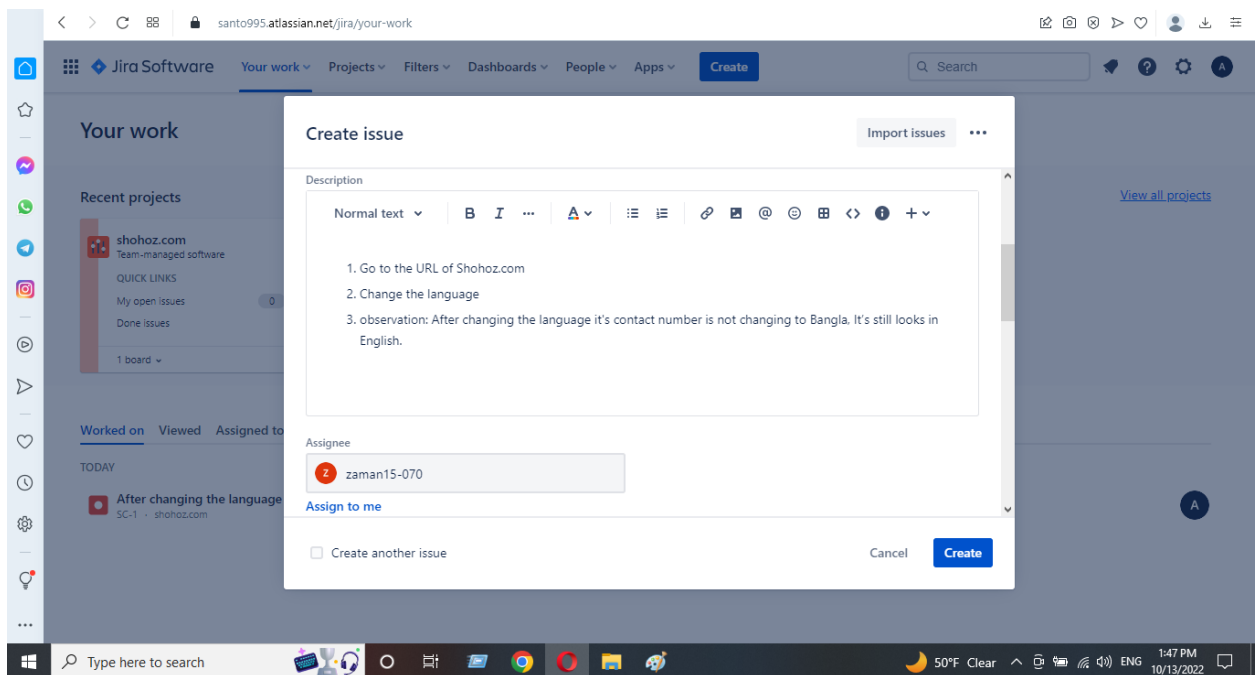 santo995.atlassian.net/jira/your-work
Jira Software Your work Projects Filters Dashboards People Apps Create Search A
Your work
Create issue Import issues
Description
Recent projects View all projects
Normal text B I A @
shohoz.com
Team-managed software
QUICK LINKS
My open issues 0
Done issues
1 board
1. Go to the URL of Shohoz.com
2. Change the language
3. observation: After changing the language it's contact number is not changing to Bangla, It's still looks in
English.
Worked on Viewed Assigned to
Assignee
TODAY
Z zaman15-070
After changing the language
SC-1 · shohoz.com
A
Assign to me
Create another issue Cancel Create
Type here to search 50°F Clear ENG 1:47 PM
10/13/2022